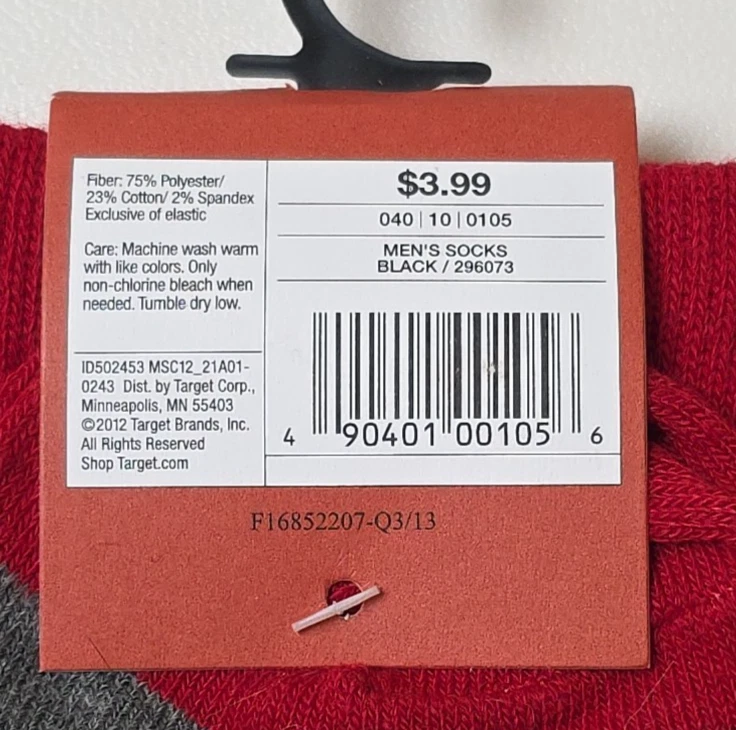 Fiber: 75% Polyester/
23% Cotton/ 2% Spandex
Exclusive of elastic
Care: Machine wash warm
with like colors. Only
non-chlorine bleach when
needed. Tumble dry low.
ID502453 MSC12_21A01-
0243 Dist. by Target Corp.,
Minneapolis, MN 55403
©2012 Target Brands, Inc.
All Rights Reserved
Shop Target.com
$3.99
040 | 10 | 0105
MEN'S SOCKS
BLACK / 296073
4 90401 00105 6
F16852207-Q3/13